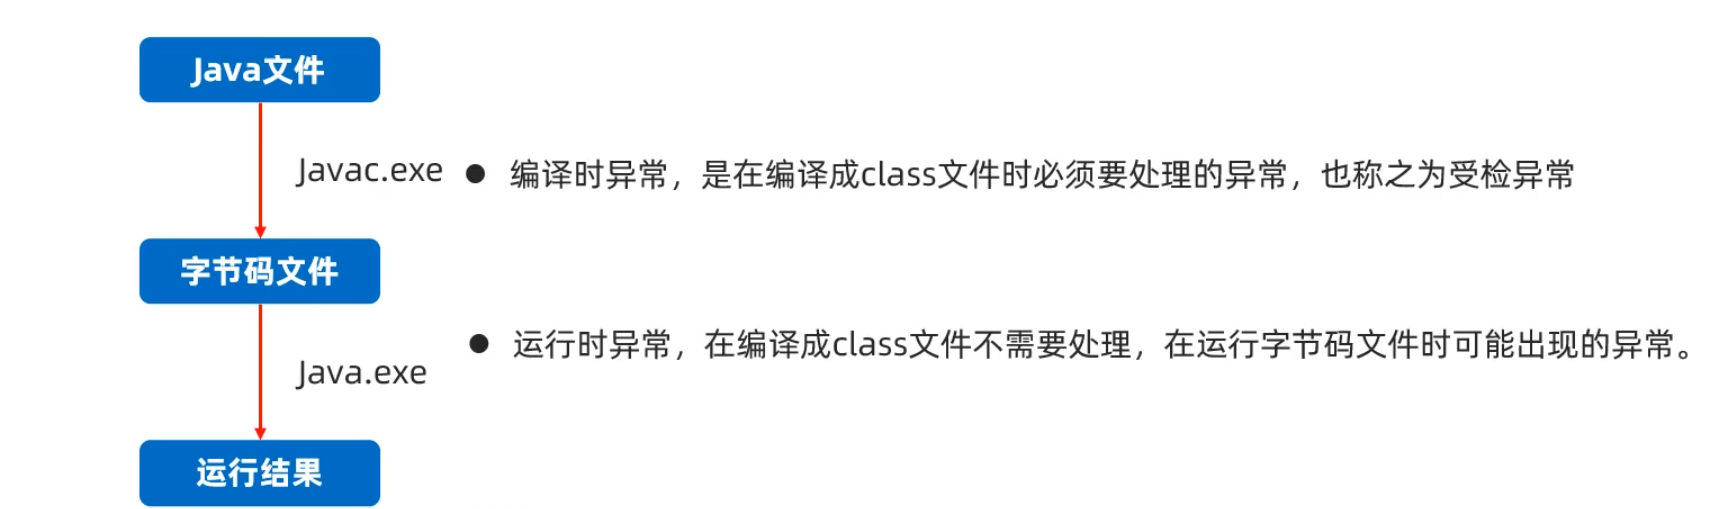 Java文件
Javac.exe
● 编译时异常，是在编译成class文件时必须要处理的异常，也称之为受检异常
字节码文件
● 运行时异常，在编译成class文件不需要处理，在运行字节码文件时可能出现的异常。
Java.exe
运行结果